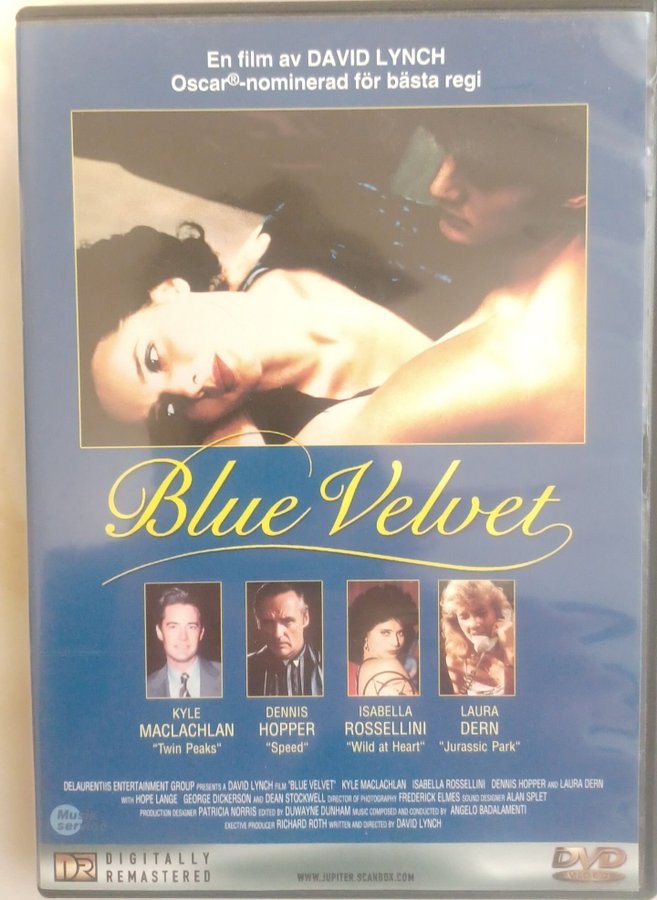 En film av DAVID LYNCH
Oscar®-nominerad för bästa regi
Blue Velvet
KYLE
MACLACHLAN
"Twin Peaks"
DENNIS
HOPPER
"Speed"
ISABELLA
ROSSELLINI
"Wild at Heart"
LAURA
DERN
"Jurassic Park"
DELAURENTIIS ENTERTAINMENT GROUP PRESENTS A DAVID LYNCH FILM "BLUE VELVET" KYLE MACLACHLAN ISABELLA ROSSELLINI DENNIS HOPPER AND LAURA DERN
WITH HOPE LANGE GEORGE DICKERSON AND DEAN STOCKWELL DIRECTOR OF PHOTOGRAPHY FREDERICK ELMES SOUND DESIGNER ALAN SPLET
PRODUCTION DESIGNER PATRICIA NORRIS EDITED BY DUWAYNE DUNHAM MUSIC COMPOSED AND CONDUCTED BY ANGELO BADALAMENTI
EXECTIVE PRODUCER RICHARD ROTH WRITTEN AND DIRECTED BY DAVID LYNCH
DR DIGITALLY
REMASTERED
WWW.JUPITER.SCANBOX.COM
DVD
VIDEO